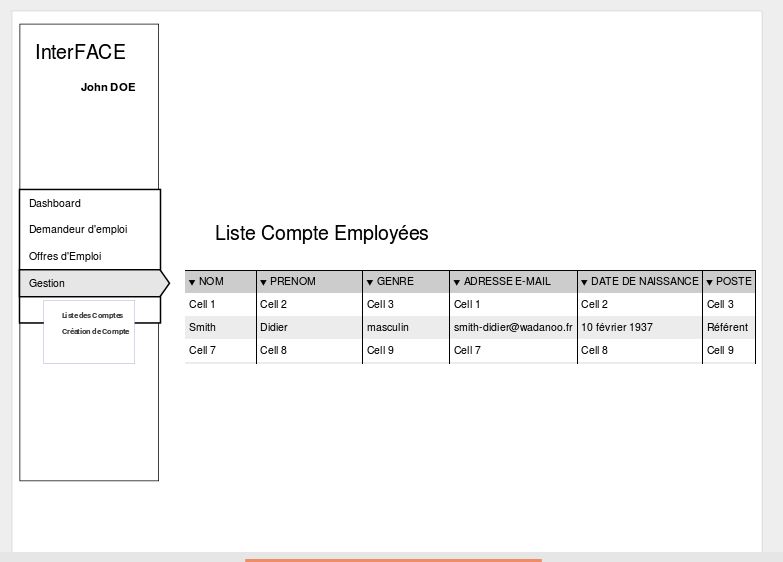 InterFACE
John DOE
Dashboard
Demandeur d'emploi
Offres d'Emploi
Gestion
Liste des Comptes
Création de Compte
Liste Compte Employées
NOM PRENOM GENRE ADRESSE E-MAIL DATE DE NAISSANCE POSTE
Cell 1 Cell 2 Cell 3 Cell 1 Cell 2 Cell 3
Smith Didier masculin smith-didier@wadanoo.fr 10 février 1937 Référent
Cell 7 Cell 8 Cell 9 Cell 7 Cell 8 Cell 9